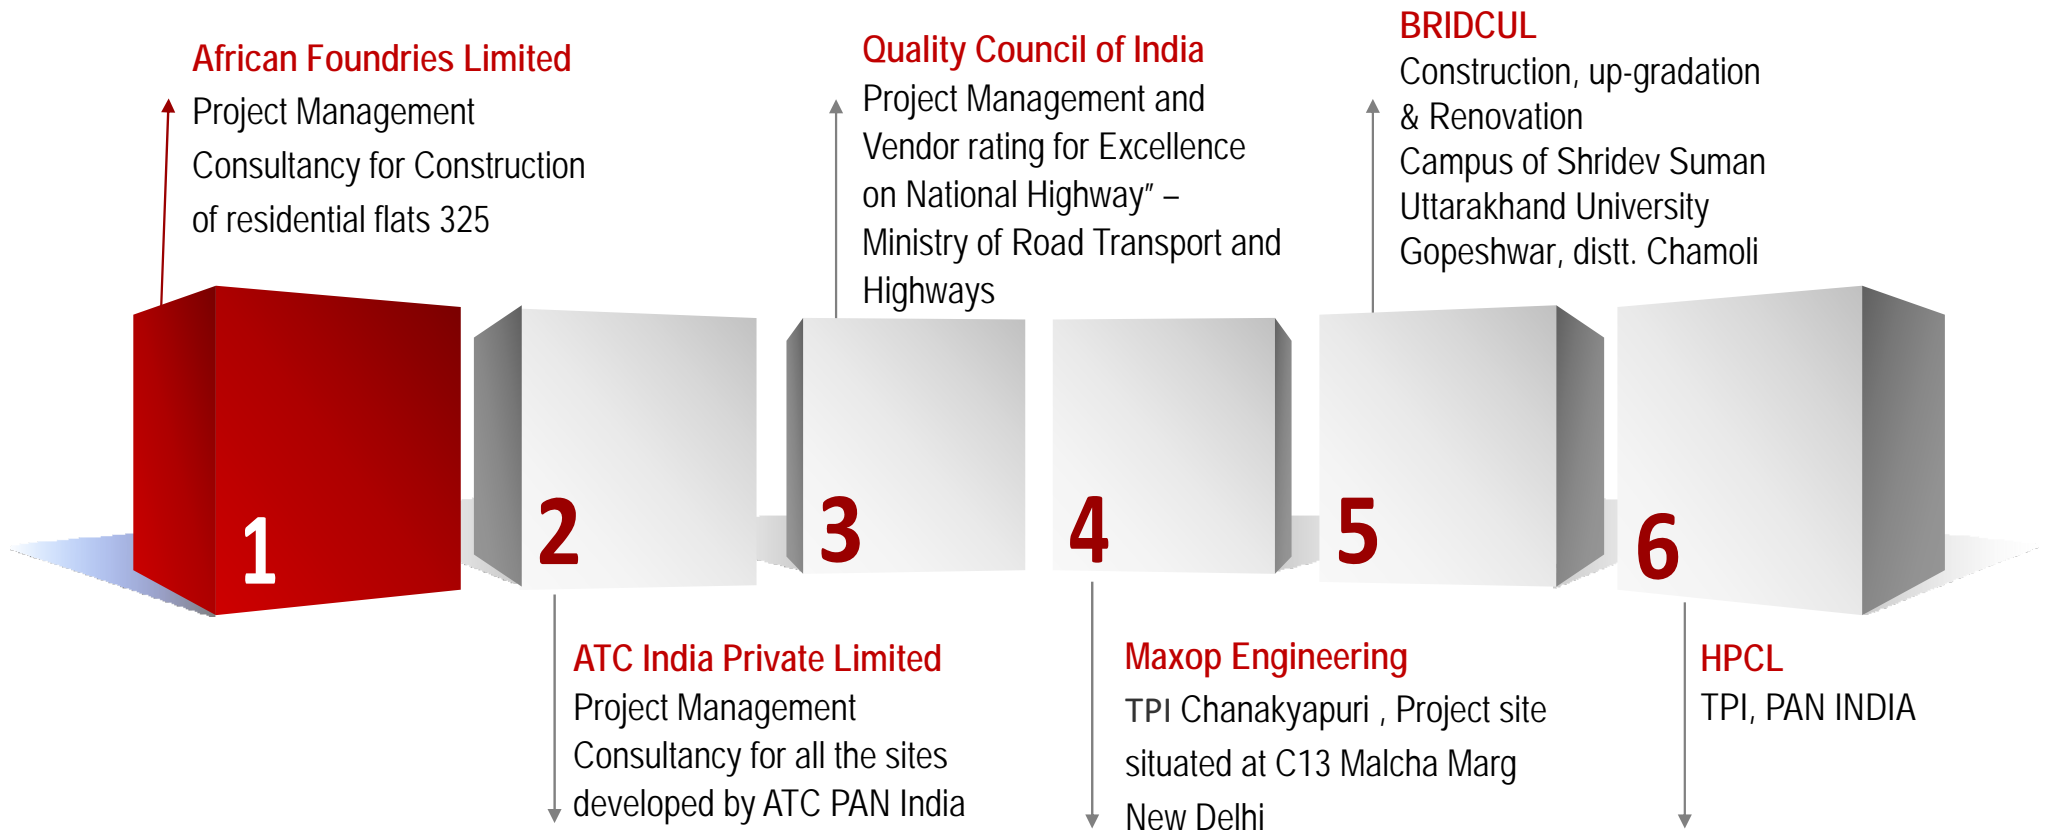 African Foundries Limited
Project Management
Consultancy for Construction
of residential flats 325
1
2
ATC India Private Limited
Project Management
Consultancy for all the sites
developed by ATC PAN India
Quality Council of India
Project Management and
Vendor rating for Excellence
on National Highway” –
Ministry of Road Transport and
Highways
3
4
Maxop Engineering
TPI Chanakyapuri , Project site
situated at C13 Malcha Marg
New Delhi
BRIDCUL
Construction, up-gradation
& Renovation
Campus of Shridev Suman
Uttarakhand University
Gopeshwar, distt. Chamoli
5
6
HPCL
TPI, PAN INDIA